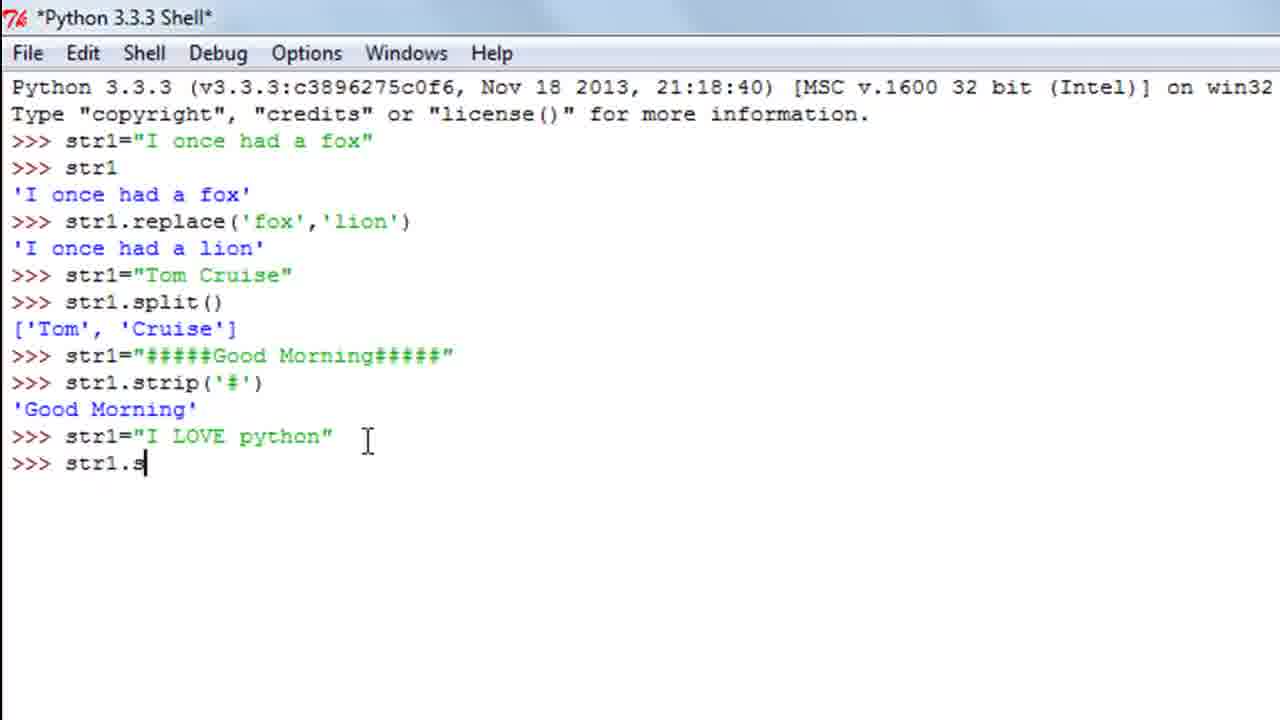 *Python 3.3.3 Shell*
File Edit Shell Debug Options Windows Help
Python 3.3.3 (v3.3.3:c3896275c0f6, Nov 18 2013, 21:18:40) [MSC v.1600 32 bit (Intel)] on win32
Type "copyright", "credits" or "license()" for more information.
>>> str1="I once had a fox"
>>> str1
'I once had a fox'
>>> str1.replace('fox','lion')
'I once had a lion'
>>> str1="Tom Cruise"
>>> str1.split()
['Tom', 'Cruise']
>>> str1="#####Good Morning#####"
>>> str1.strip('#')
'Good Morning'
>>> str1="I LOVE python"
>>> str1.s